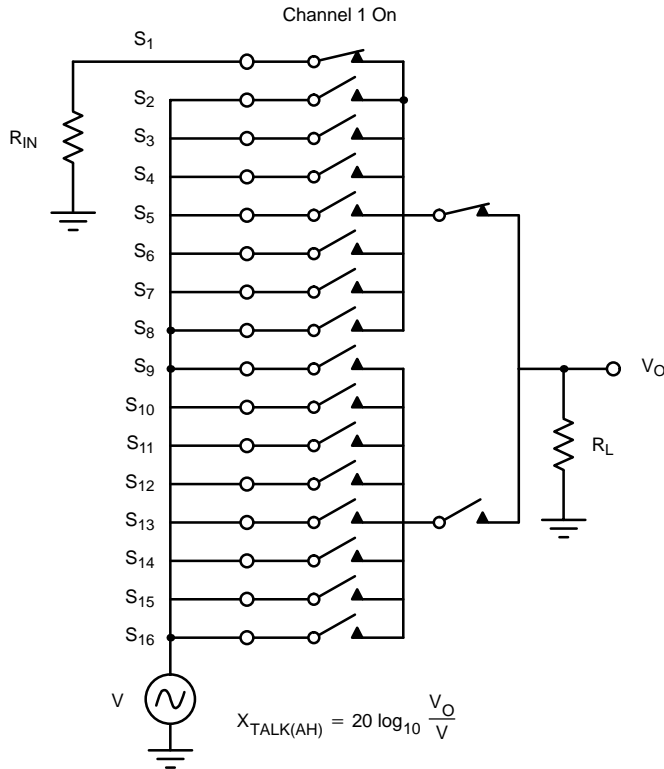 Channel 1 On
S1
S2
RIN
S3
S4
S5
S6
S7
S8
S9
VO
S10
S11
RL
S12
S13
S14
S15
S16
V
XTALK(AH) = 20 log10 VO/V